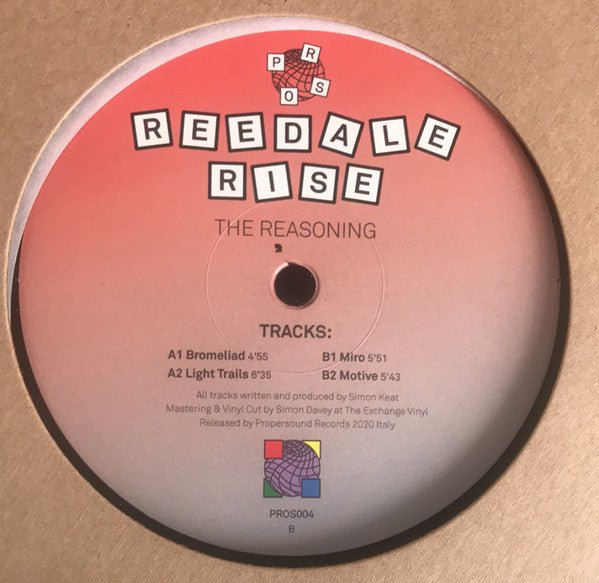 P R
O S
REEDALE
RISE
THE REASONING
TRACKS:
A1 Bromeliad 4'55 B1 Miro 5'51
A2 Light Trails 6'35 B2 Motive 5'43
All tracks written and produced by Simon Keat
Mastering & Vinyl Cut by Simon Davey at The Exchange Vinyl
Released by Propersound Records 2020 Italy
PROS004
B